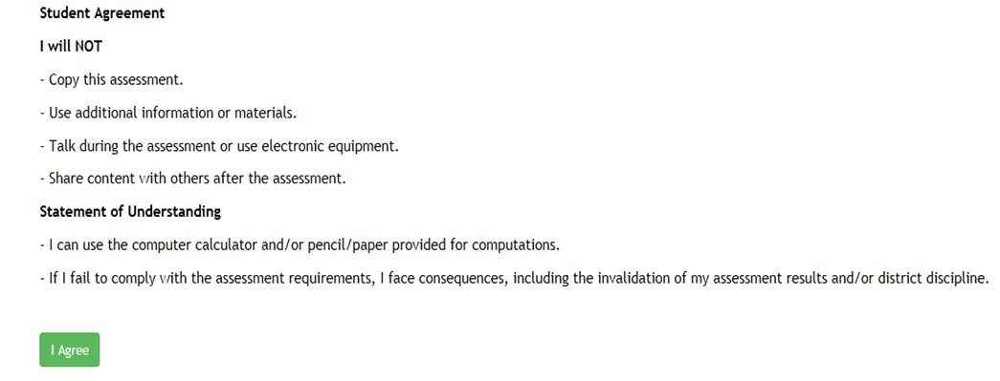 Student Agreement
I will NOT
- Copy this assessment.
- Use additional information or materials.
- Talk during the assessment or use electronic equipment.
- Share content with others after the assessment.
Statement of Understanding
- I can use the computer calculator and/or pencil/paper provided for computations.
- If I fail to comply with the assessment requirements, I face consequences, including the invalidation of my assessment results and/or district discipline.
I Agree